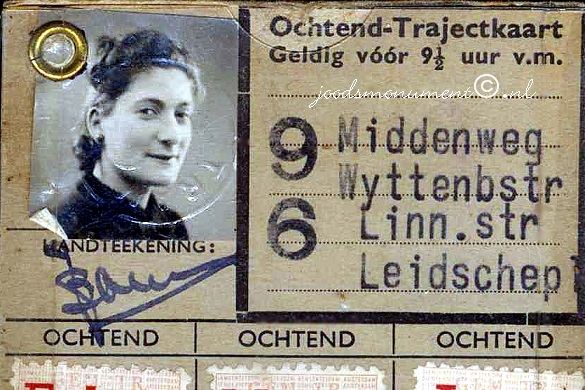 Ochtend-Trajectkaart
Geldig vóór 9½ uur v.m.
joodsmonument©.nl
9 Middenweg
Wyttenbstr
6 Linn.str
Leidschepl
HANDTEEKENING:
OCHTEND OCHTEND OCHTEND